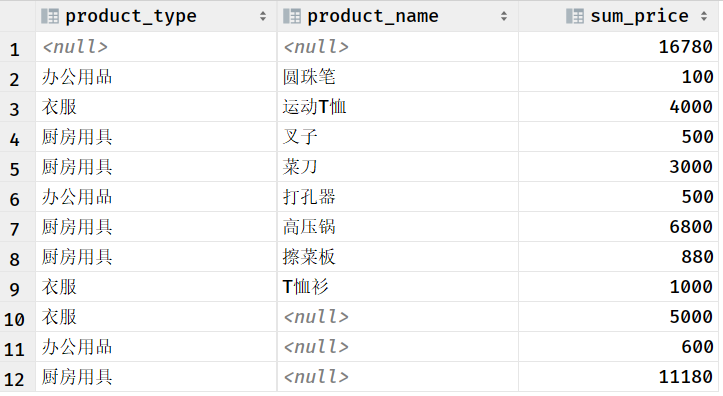 product_type product_name sum_price
1 <null> <null> 16780
2 办公用品 圆珠笔 100
3 衣服 运动T恤 4000
4 厨房用具 叉子 500
5 厨房用具 菜刀 3000
6 办公用品 打孔器 500
7 厨房用具 高压锅 6800
8 厨房用具 擦菜板 880
9 衣服 T恤衫 1000
10 衣服 <null> 5000
11 办公用品 <null> 600
12 厨房用具 <null> 11180